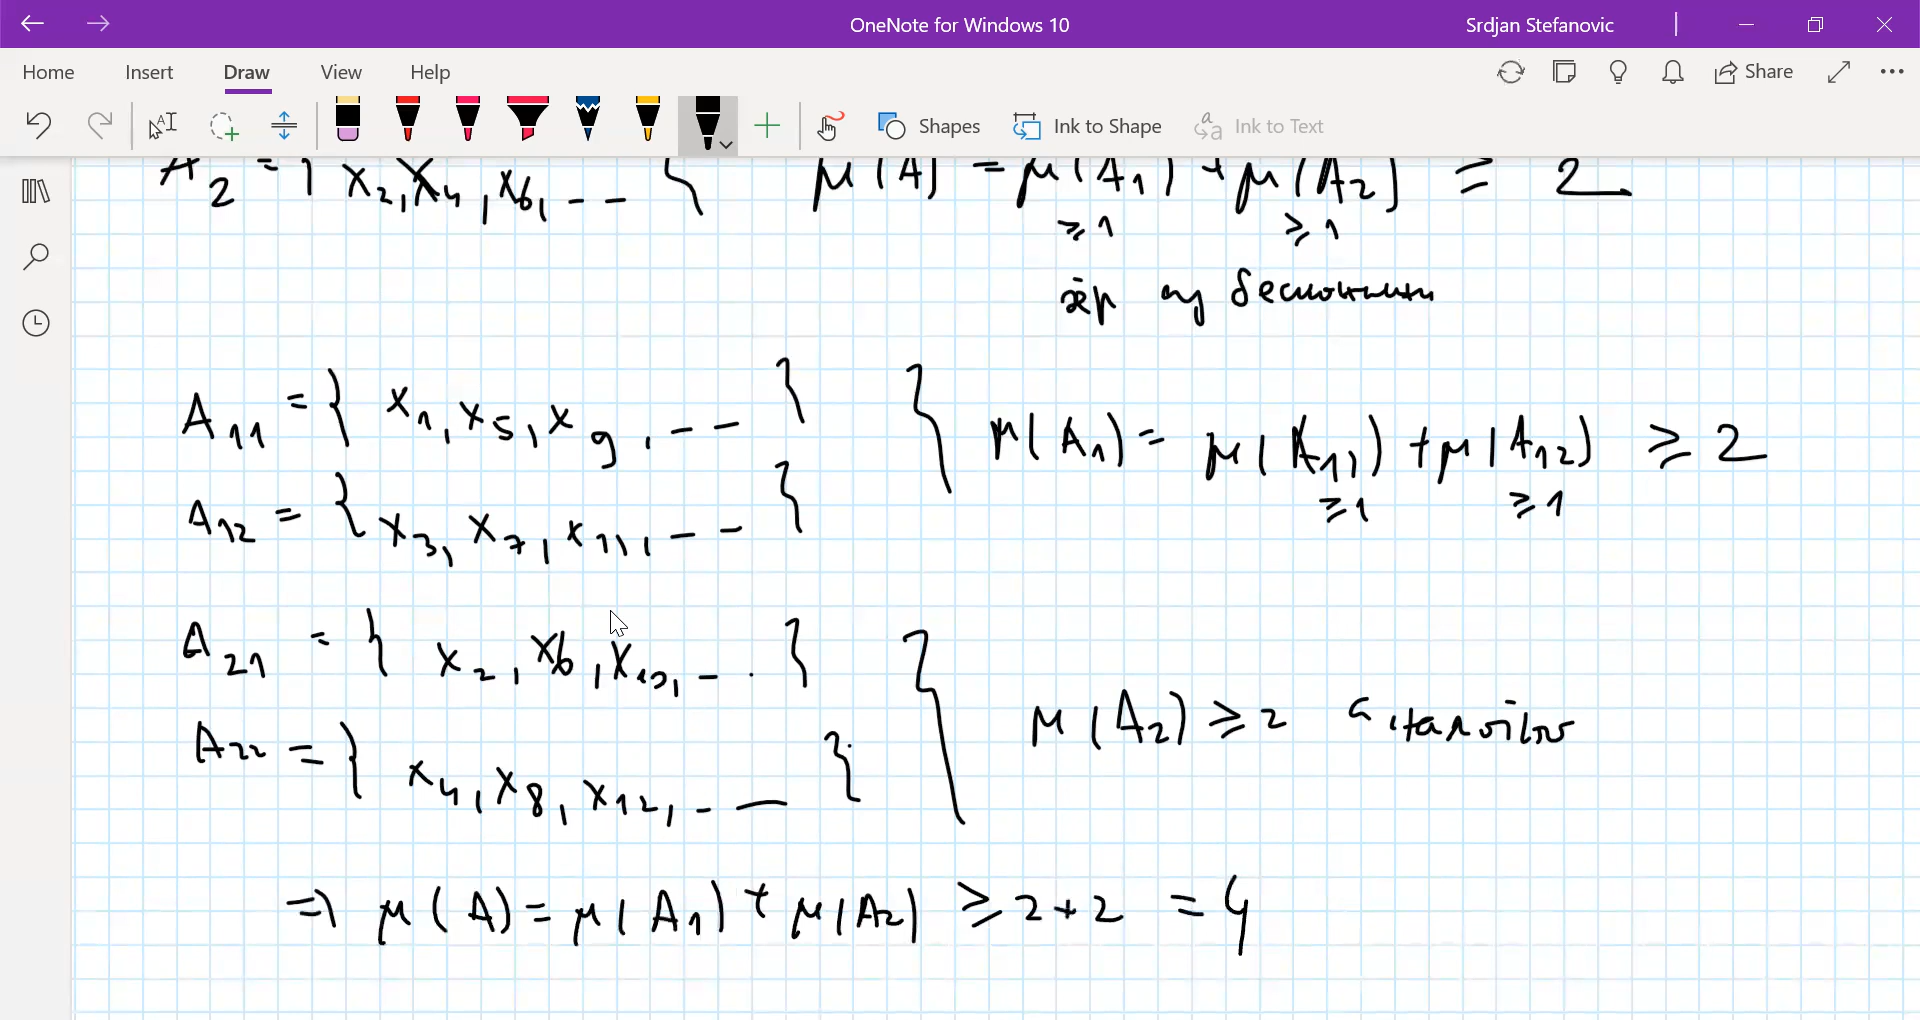 OneNote for Windows 10
Srdjan Stefanovic
Home Insert Draw View Help
Share
Shapes Ink to Shape Ink to Text
A₂ = { x₂, x₄, x₆, -- } μ(A) = μ(A₁) + μ(A₂) ≥ 2
≥1 ≥1
јер су бесконачни
A₁₁ = { x₁, x₅, x₉, -- }
μ(A₁) = μ(A₁₁) + μ(A₁₂) ≥ 2
≥1 ≥1
A₁₂ = { x₃, x₇, x₁₁, -- }
A₂₁ = { x₂, x₆, x₁₀, - . }
μ(A₂) ≥ 2
A₂₂ = { x₄, x₈, x₁₂, -- }
=> μ(A) = μ(A₁) + μ(A₂) ≥ 2+2 = 4